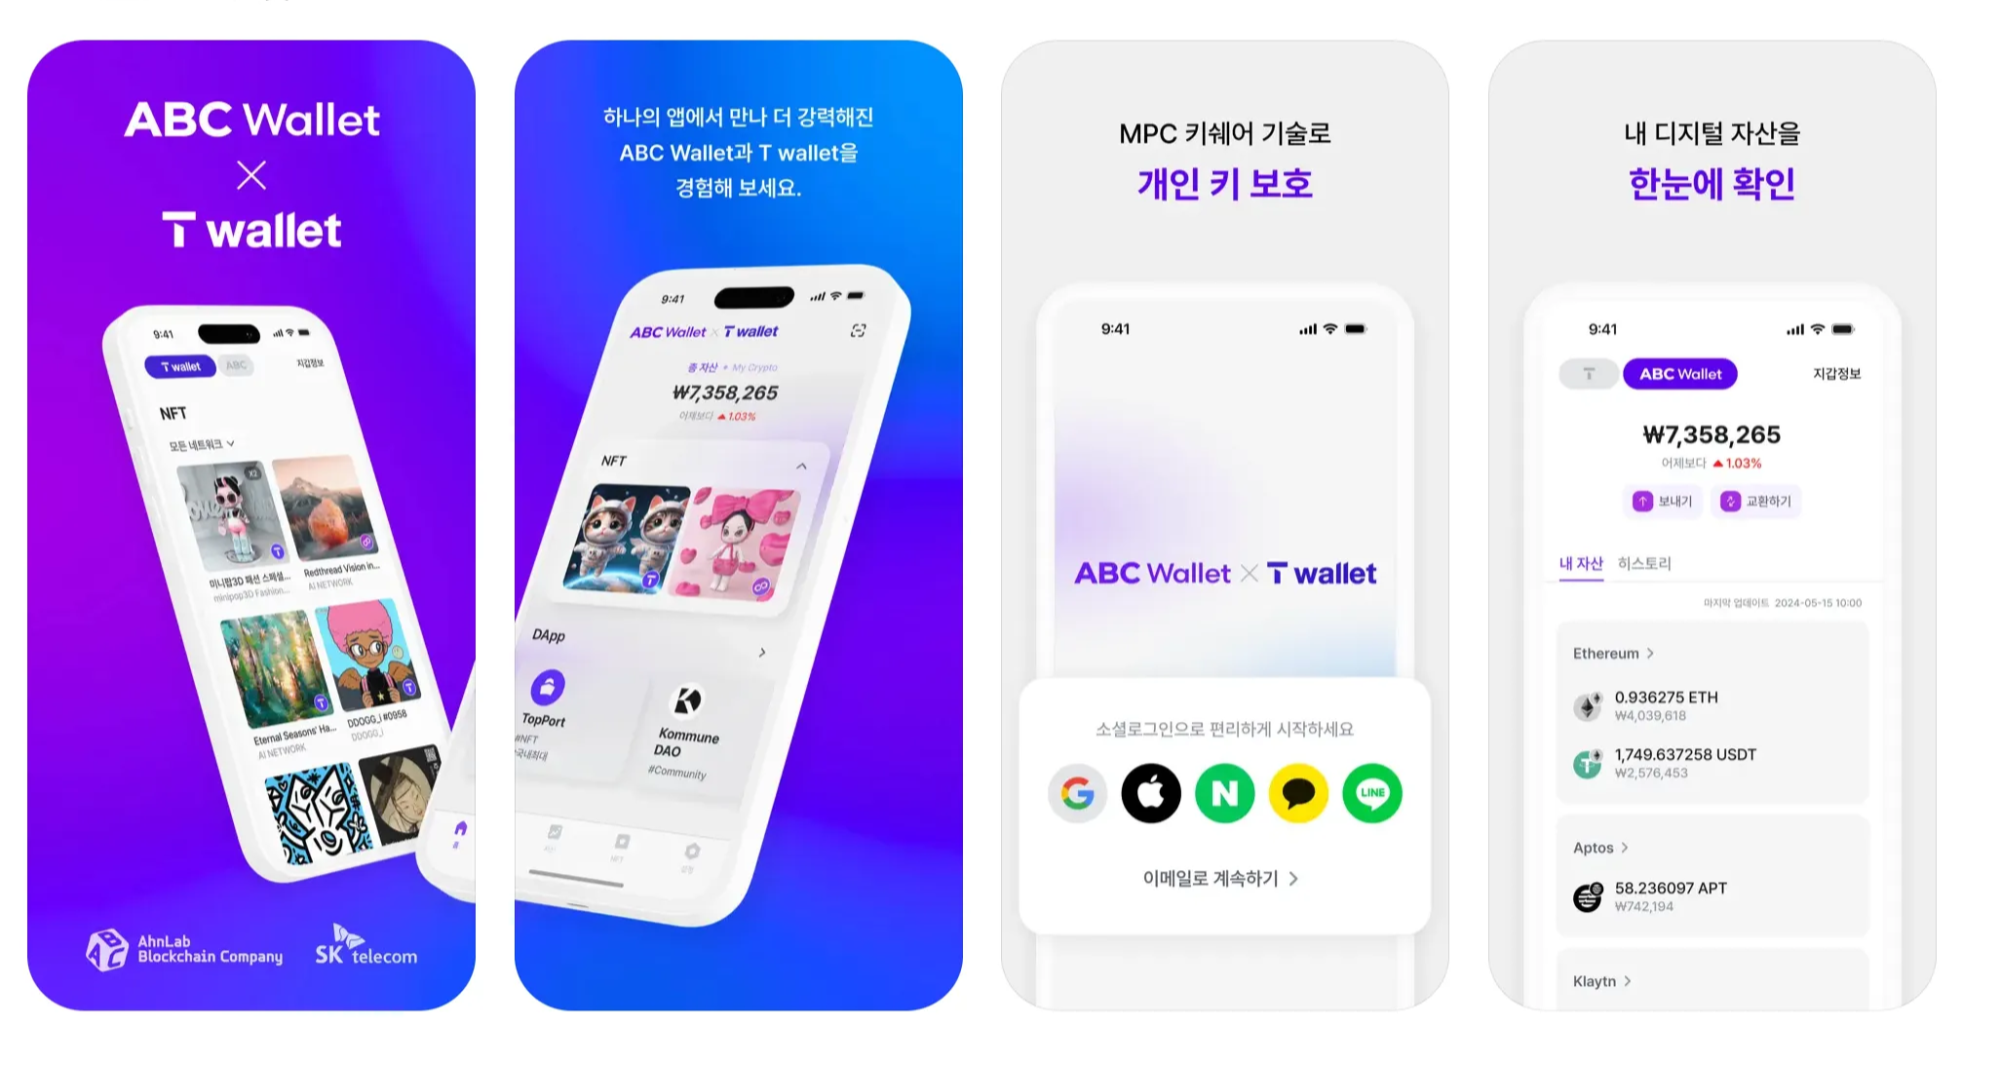 ABC Wallet
T wallet
9:41
T wallet
ABC
지갑정보
NFT
모든 네트워크
X2
미니팝3D 패션 스페셜...
minipop3D Fashion...
Redthread Vision in...
AI NETWORK
Eternal Seasons' Ha...
AI NETWORK
DDOGG_i #0958
DDOGG_i
홈
AhnLab
Blockchain Company
SK telecom
하나의 앱에서 만나 더 강력해진
ABC Wallet과 T wallet을
경험해 보세요.
9:41
ABC Wallet × T wallet
총 자산 • My Crypto
₩7,358,265
어제보다 ▲ 1.03%
NFT
DApp
TopPort
#NFT
국내최대
Kommune
DAO
#Community
NFT
MPC 키쉐어 기술로
개인 키 보호
9:41
ABC Wallet × T wallet
소셜로그인으로 편리하게 시작하세요
LINE
이메일로 계속하기 >
내 디지털 자산을
한눈에 확인
9:41
T
ABC Wallet
지갑정보
₩7,358,265
어제보다 ▲ 1.03%
보내기
교환하기
내 자산
히스토리
마지막 업데이트 2024-05-15 10:00
Ethereum >
0.936275 ETH
₩4,039,618
1,749.637258 USDT
₩2,576,453
Aptos >
58.236097 APT
₩742,194
Klaytn >